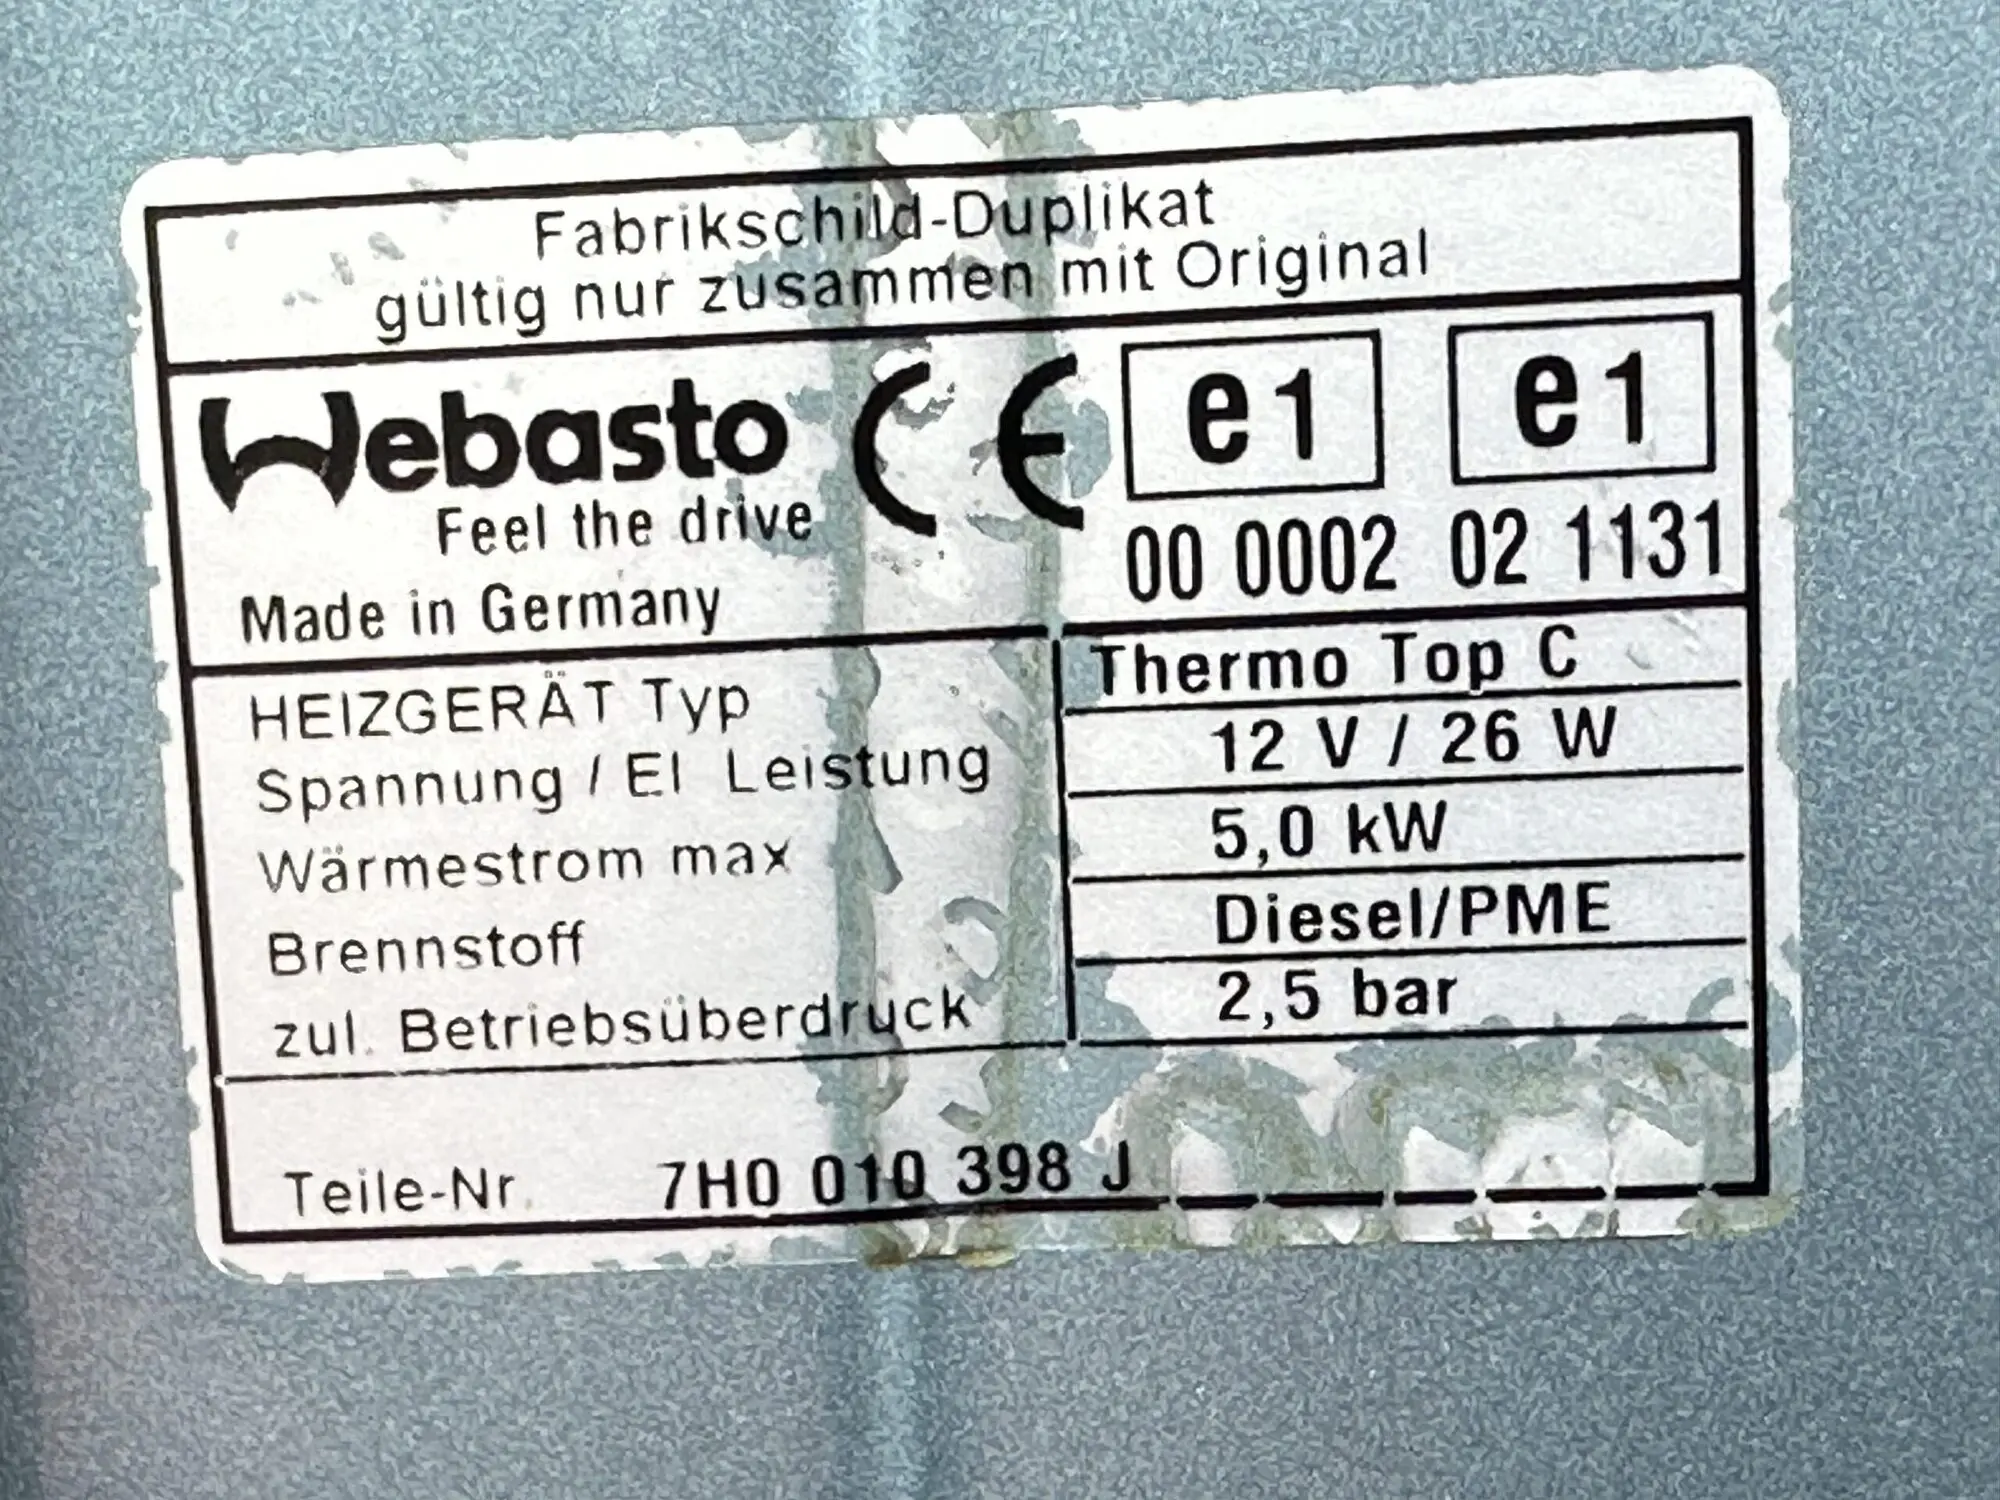 Fabrikschild-Duplikat
gültig nur zusammen mit Original
Webasto CE e1 e1
Feel the drive
00 0002 02 1131
Made in Germany
HEIZGERÄT Typ Thermo Top C
Spannung / El Leistung 12 V / 26 W
Wärmestrom max 5,0 kW
Brennstoff Diesel/PME
zul. Betriebsüberdruck 2,5 bar
Teile-Nr. 7H0 010 398 J